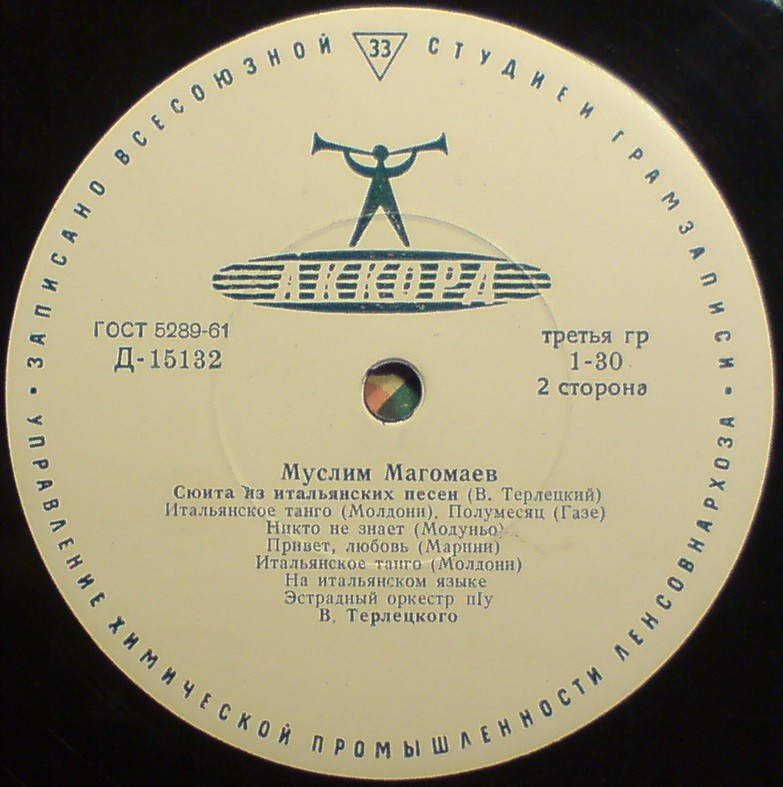 ЗАПИСАНО ВСЕСОЮЗНОЙ 33 СТУДИЕЙ ГРАМЗАПИСИ
АККОРД
ГОСТ 5289-61
Д-15132
третья гр
1-30
2 сторона
Муслим Магомаев
Сюита из итальянских песен (В. Терлецкий)
Итальянское танго (Молдони), Полумесяц (Газе)
Никто не знает (Модуньо)
Привет, любовь (Марини)
Итальянское танго (Молдони)
На итальянском языке
Эстрадный оркестр п/у
В. Терлецкого
УПРАВЛЕНИЕ ХИМИЧЕСКОЙ ПРОМЫШЛЕННОСТИ ЛЕНСОВНАРХОЗА